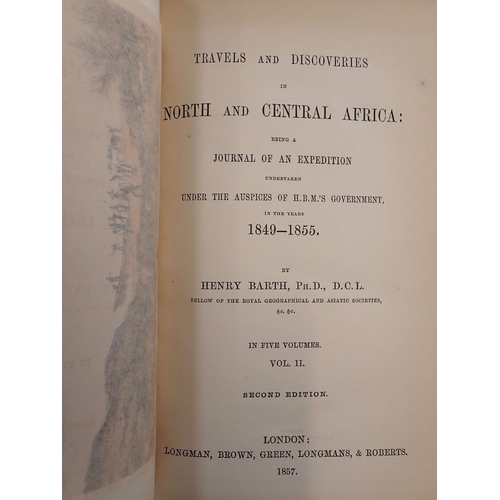 TRAVELS AND DISCOVERIES
IN
NORTH AND CENTRAL AFRICA:
BEING A
JOURNAL OF AN EXPEDITION
UNDERTAKEN
UNDER THE AUSPICES OF H.B.M.'S GOVERNMENT,
IN THE YEARS
1849—1855.
BY
HENRY BARTH, PH.D., D.C.L.
FELLOW OF THE ROYAL GEOGRAPHICAL AND ASIATIC SOCIETIES,
&c. &c.
IN FIVE VOLUMES.
VOL. II.
SECOND EDITION.
LONDON:
LONGMAN, BROWN, GREEN, LONGMANS, & ROBERTS.
1857.